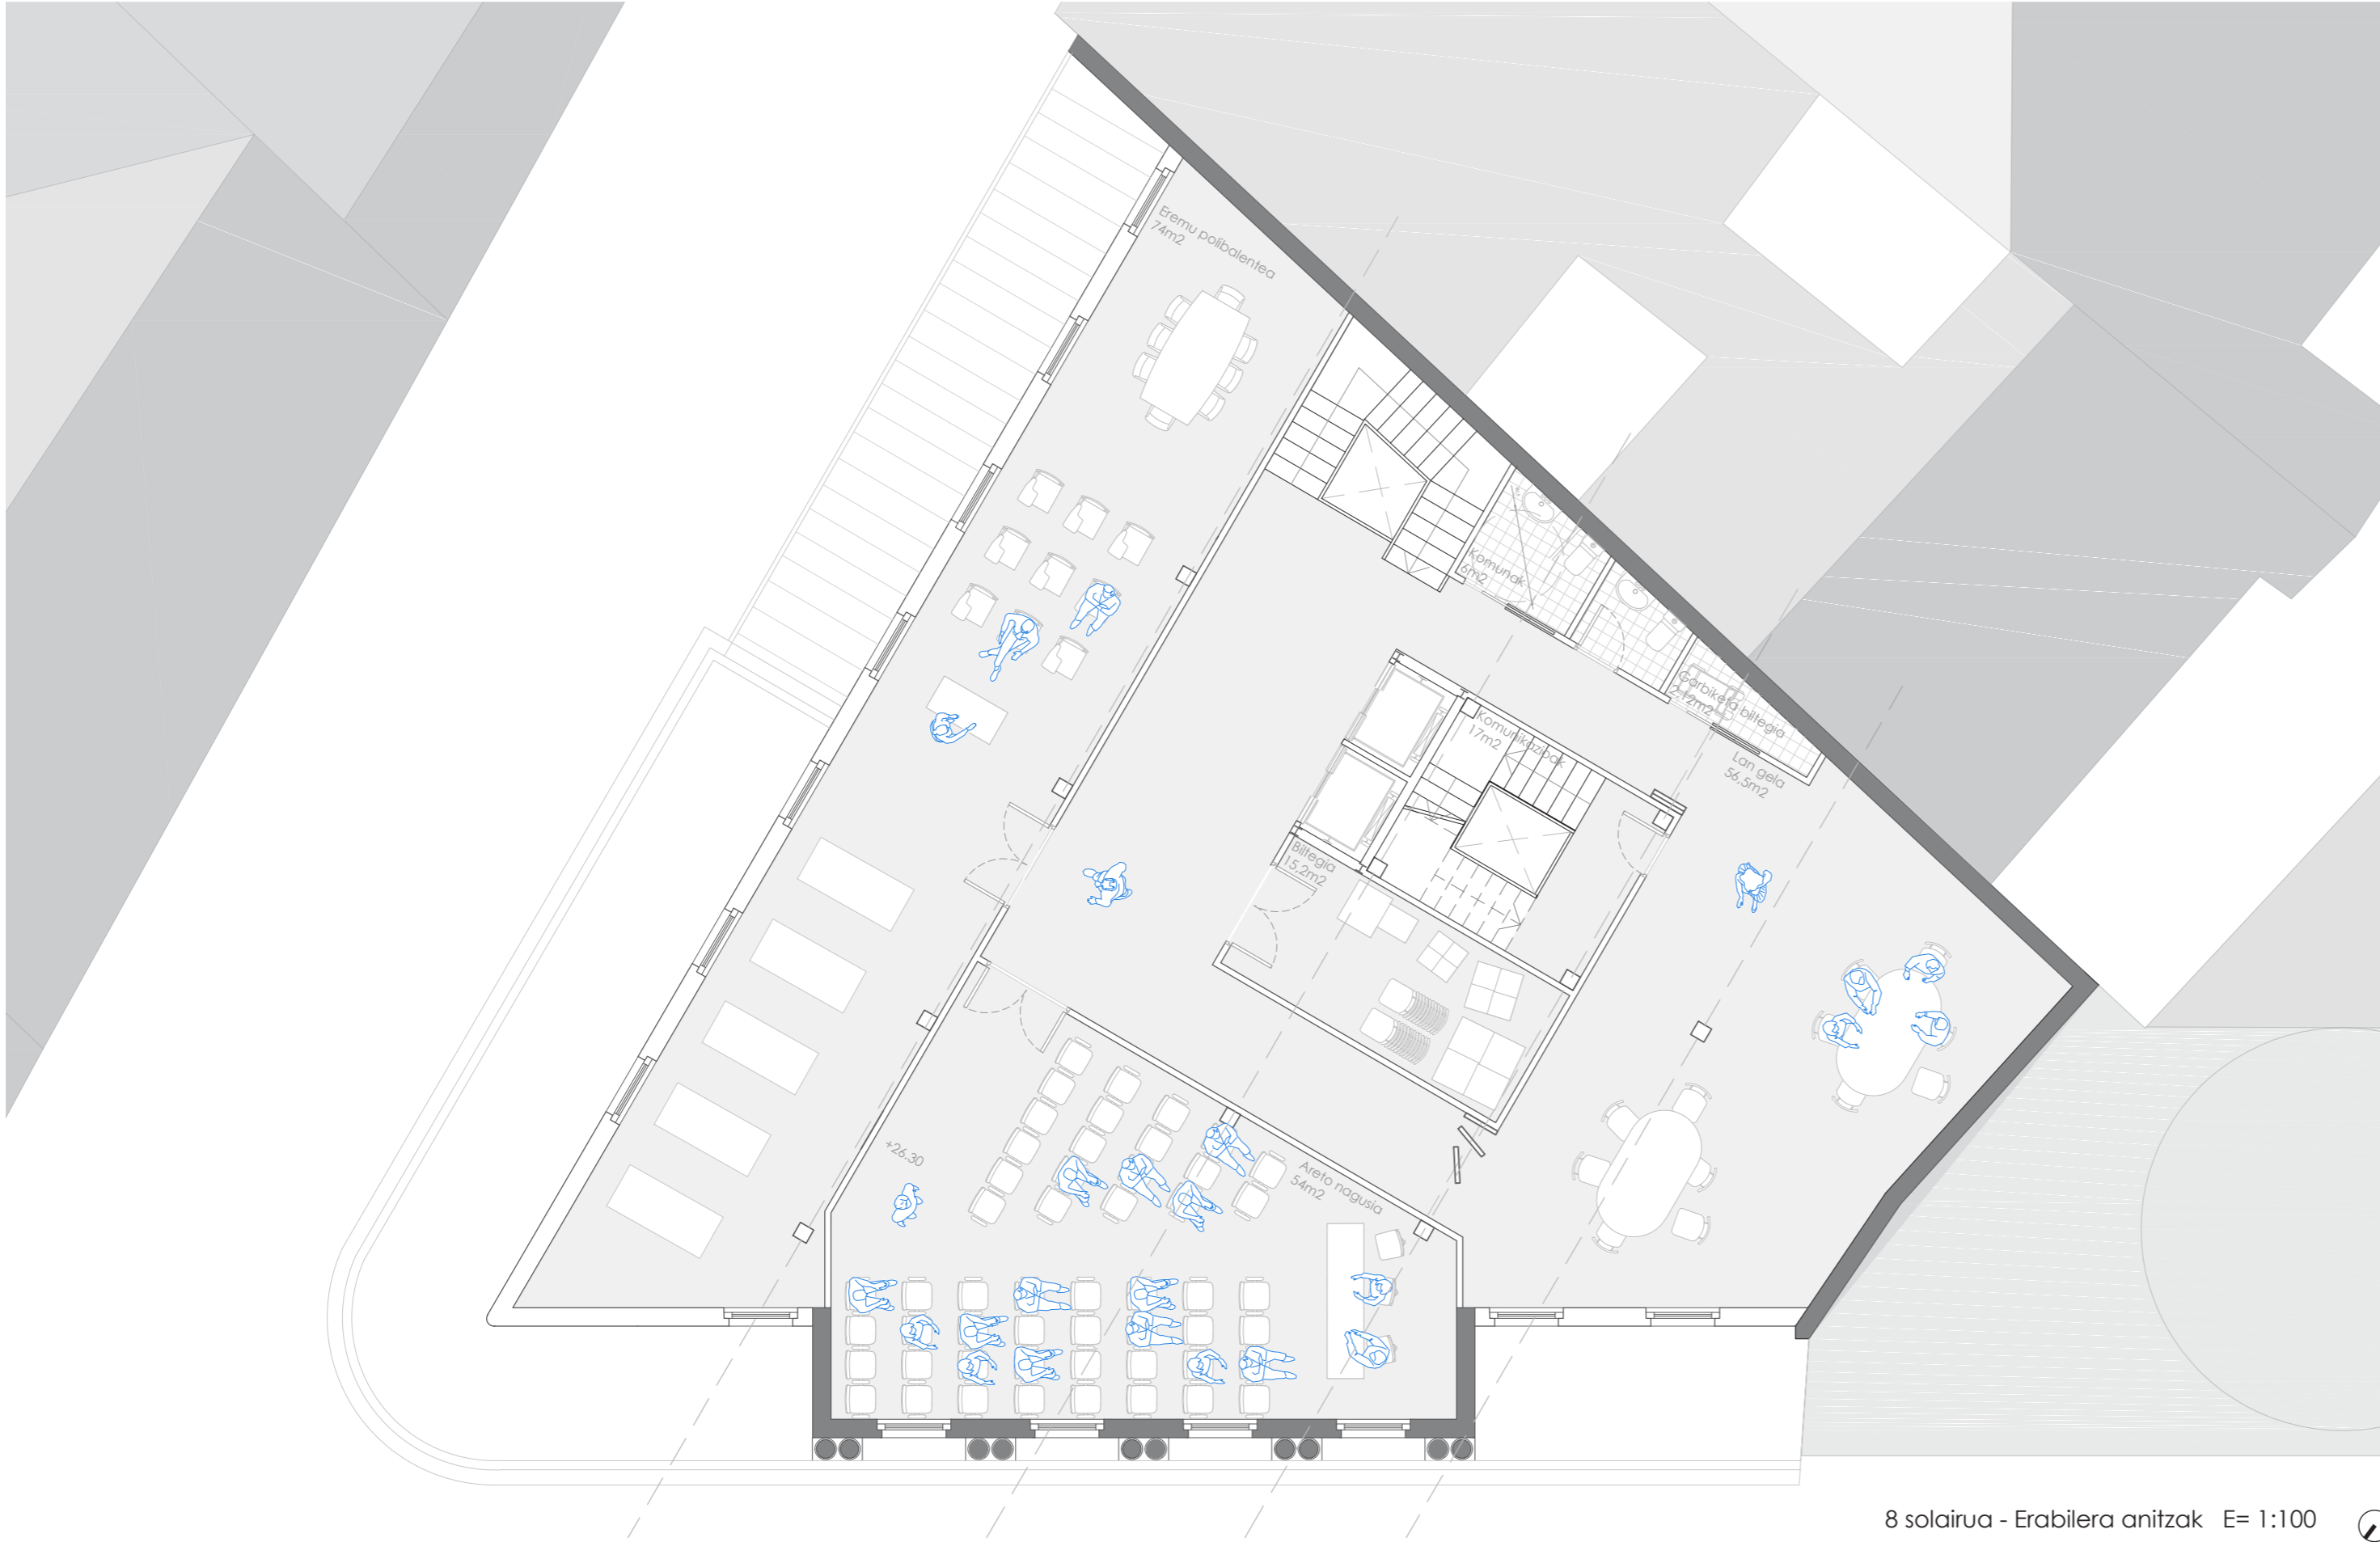 Eremu polibalentea
74m2
Komunak
6m2
Garbiketa biltegia
2,12m2
Komunikazioak
17m2
Lan gela
56,5m2
Biltegia
15,2m2
+26.30
Areto nagusia
54m2
8 solairua - Erabilera anitzak E= 1:100